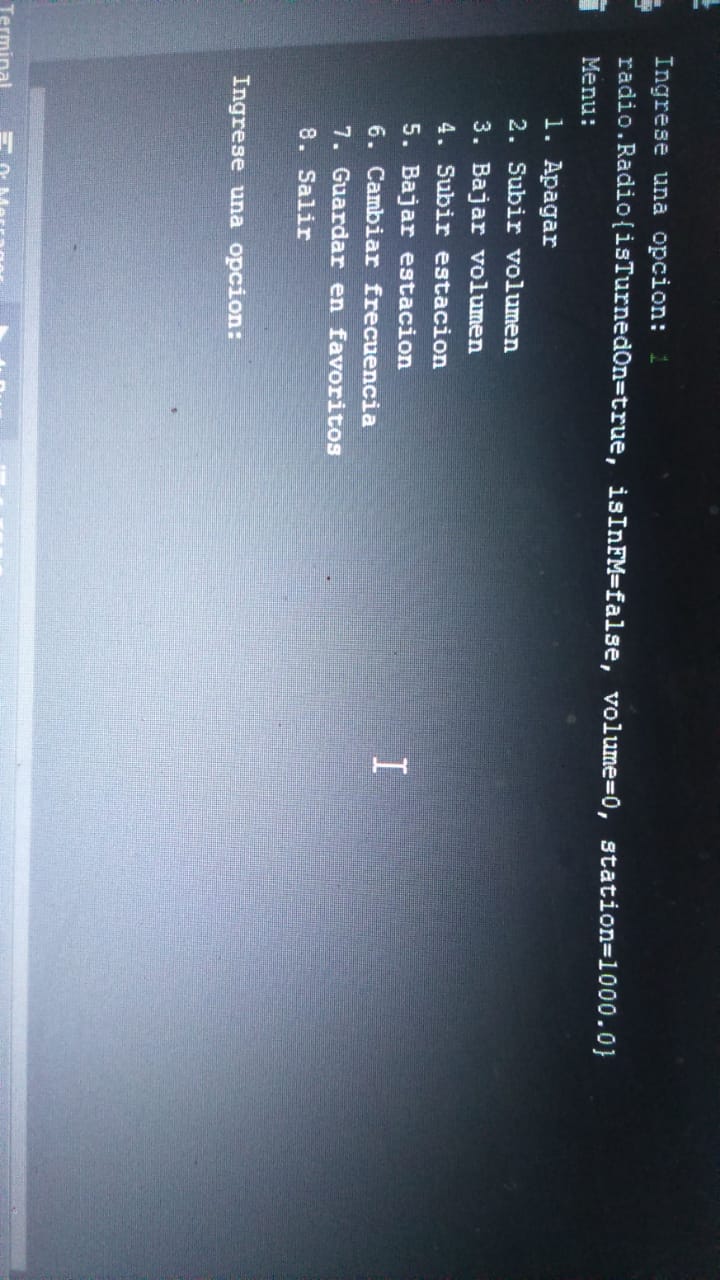 Ingrese una opcion: 1
radio.Radio{isTurnedOn=true, isInFM=false, volume=0, station=1000.0}
Menu:
1. Apagar
2. Subir volumen
3. Bajar volumen
4. Subir estacion
5. Bajar estacion
6. Cambiar frecuencia
7. Guardar en favoritos
8. Salir
Ingrese una opcion:
Terminal 0: Messages